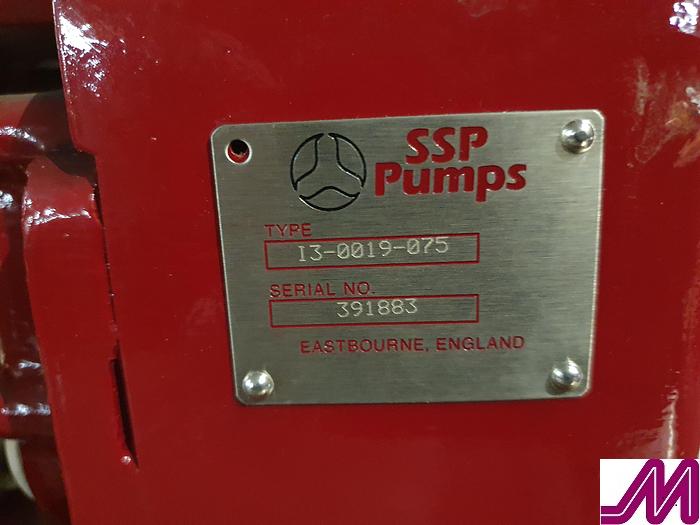 SSP
Pumps
TYPE
I3-0019-075
SERIAL NO.
391883
EASTBOURNE, ENGLAND
M